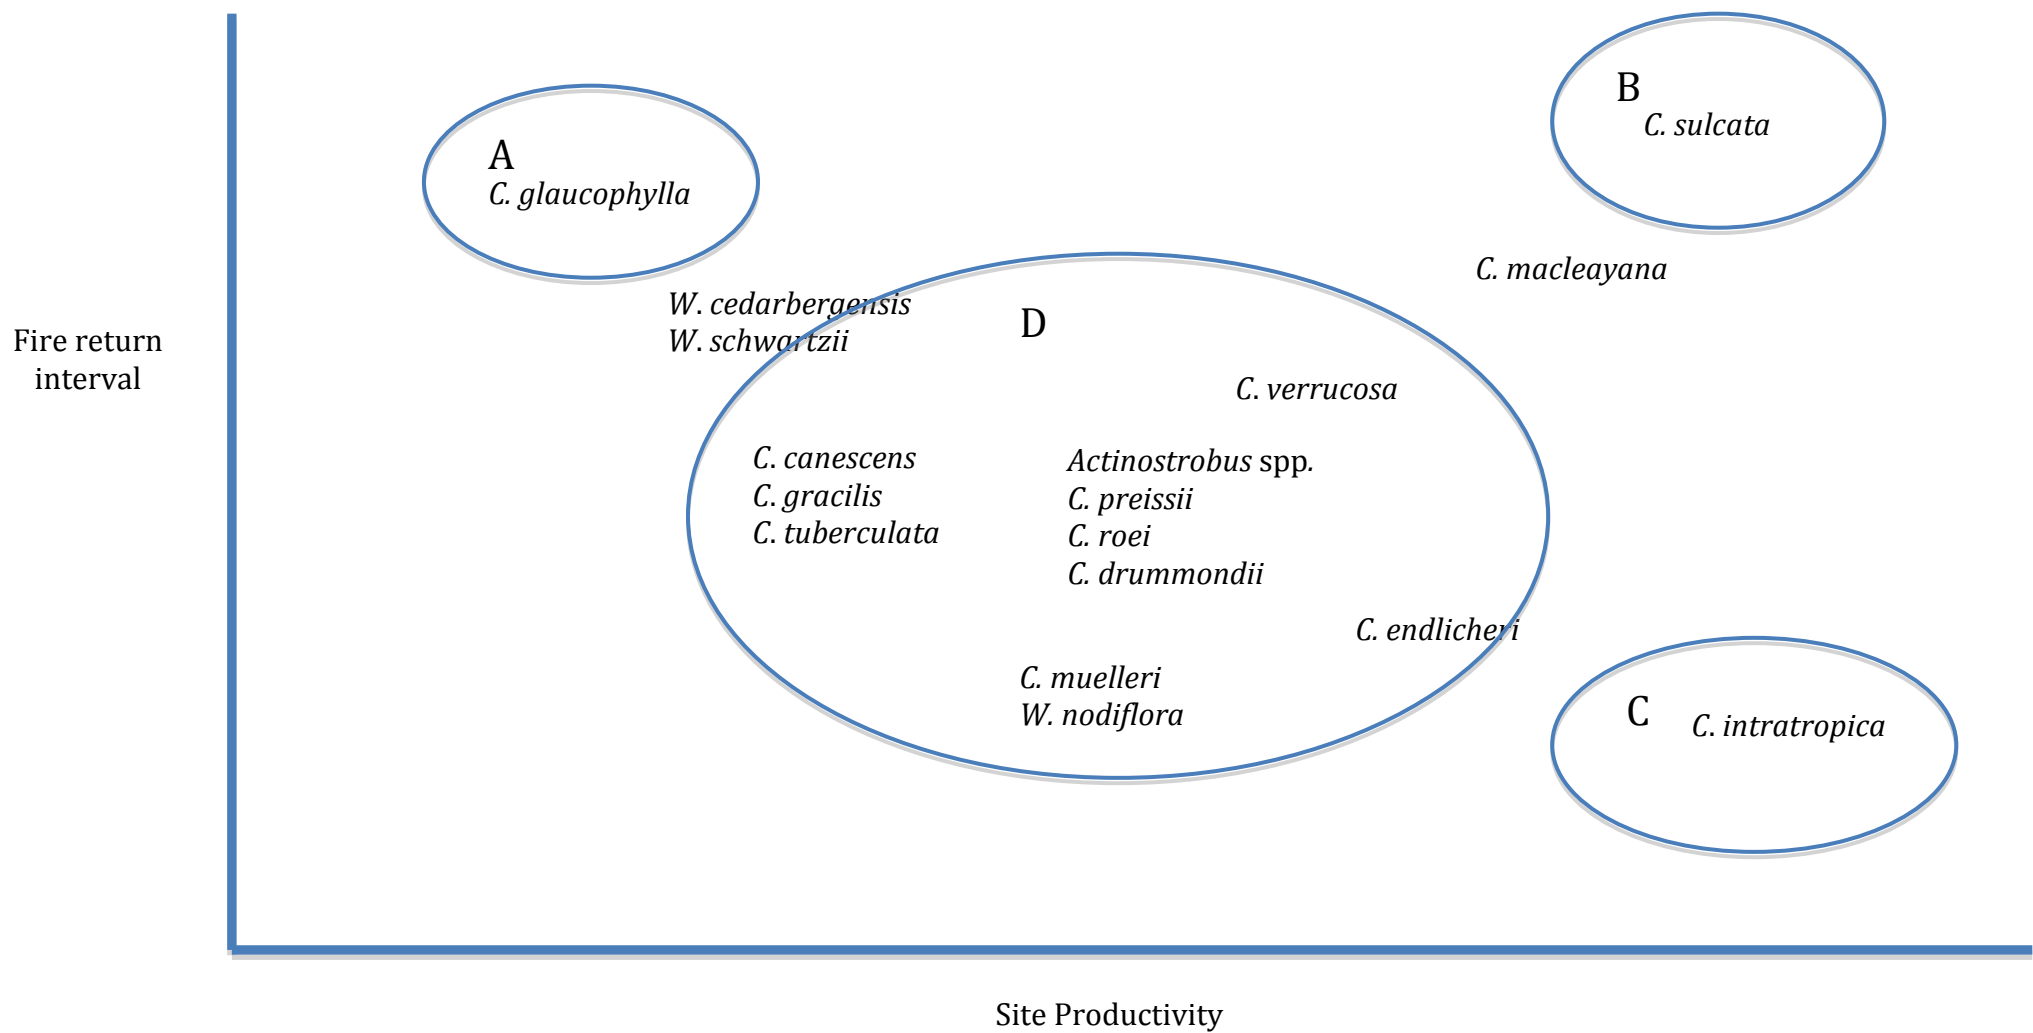 A
C. glaucophylla
B
C. sulcata
C. macleayana
W. cedarbergensis
W. schwartzii
D
Fire return
interval
C. verrucosa
C. canescens
C. gracilis
C. tuberculata
Actinostrobus spp.
C. preissii
C. roei
C. drummondii
C. endlicheri
C. muelleri
W. nodiflora
C
C. intratropica
Site Productivity